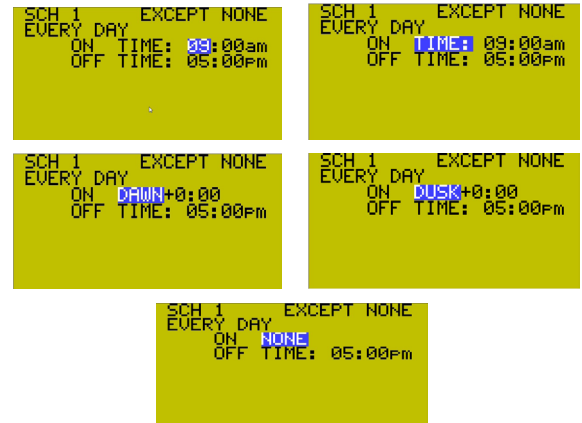 SCH 1 EXCEPT NONE
EVERY DAY
ON TIME: 09:00am
OFF TIME: 05:00pm
SCH 1 EXCEPT NONE
EVERY DAY
ON TIME: 09:00am
OFF TIME: 05:00pm
SCH 1 EXCEPT NONE
EVERY DAY
ON DAWN+0:00
OFF TIME: 05:00pm
SCH 1 EXCEPT NONE
EVERY DAY
ON DUSK+0:00
OFF TIME: 05:00pm
SCH 1 EXCEPT NONE
EVERY DAY
ON NONE
OFF TIME: 05:00pm